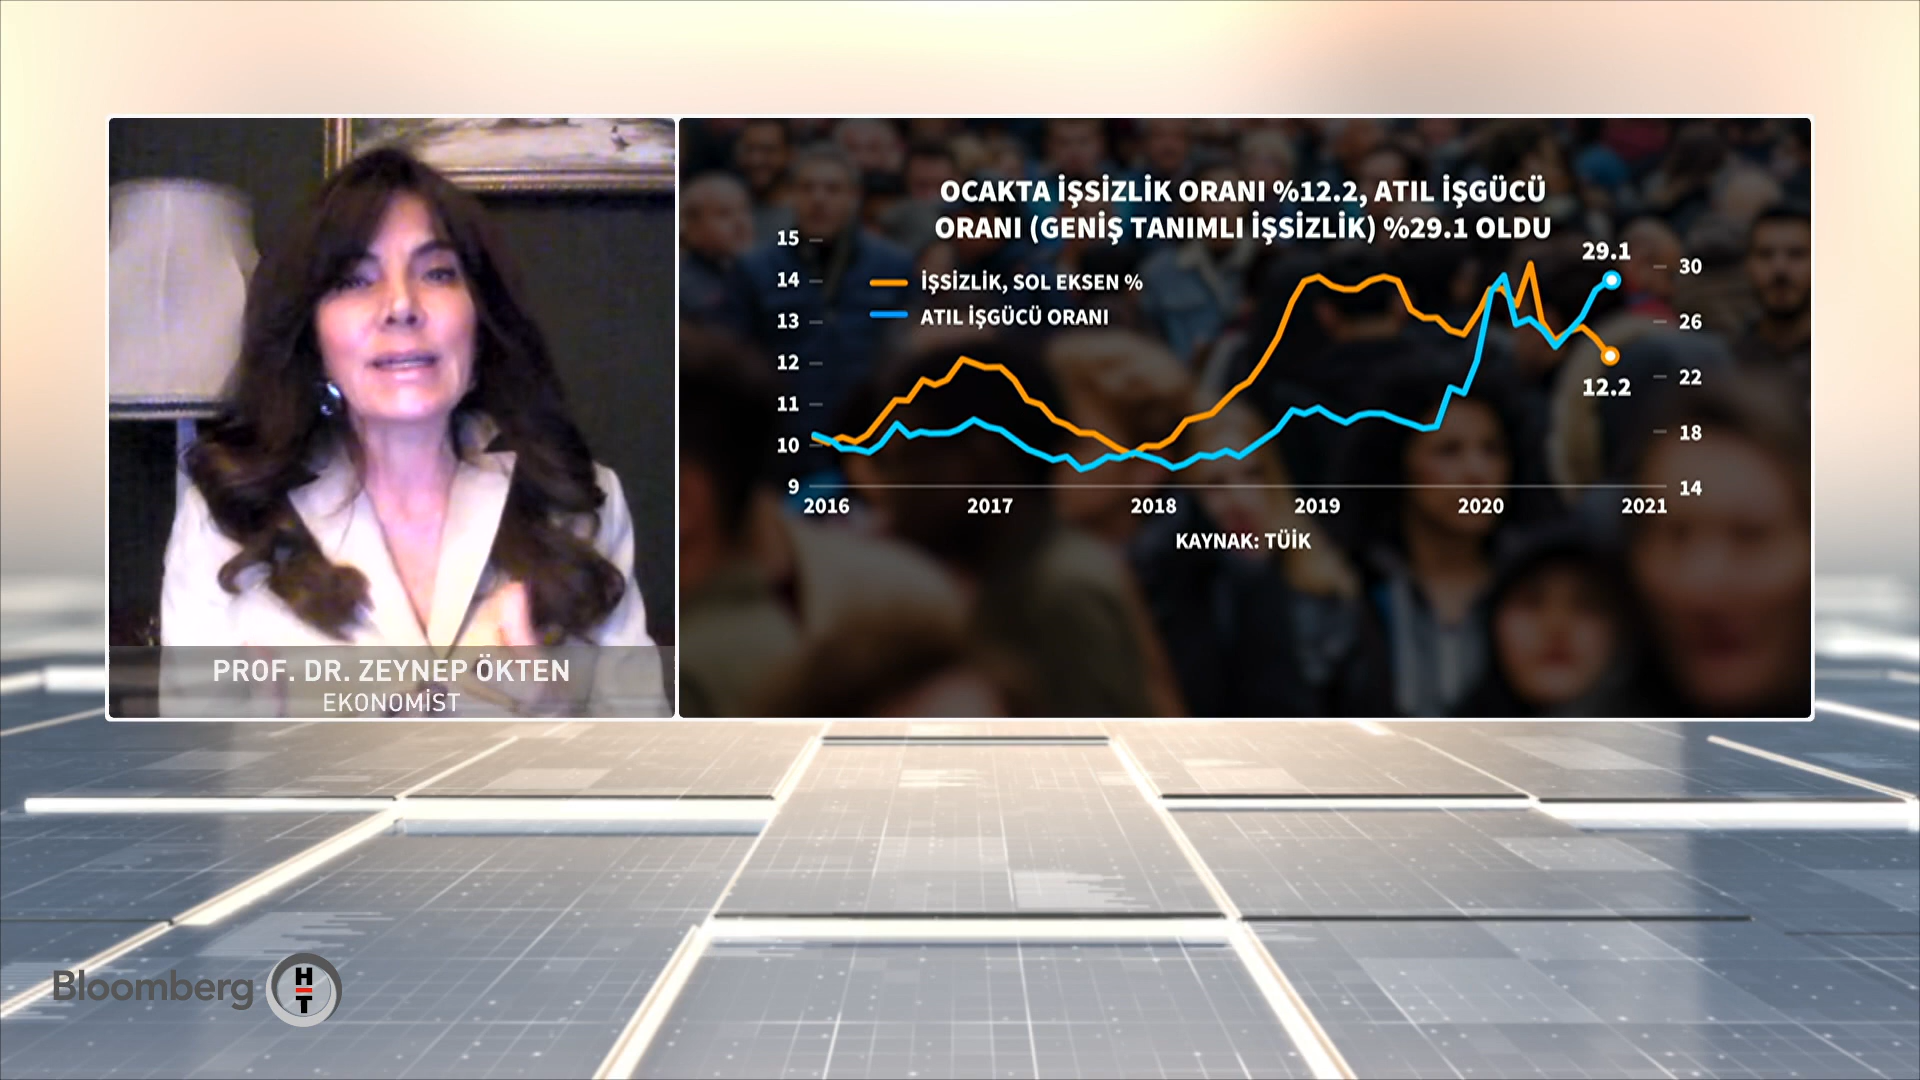 OCAKTA İŞSİZLİK ORANI %12.2, ATIL İŞGÜCÜ
ORANI (GENİŞ TANIMLI İŞSİZLİK) %29.1 OLDU
İŞSİZLİK, SOL EKSEN %
ATIL İŞGÜCÜ ORANI
15
14
13
12
11
10
9
29.1
12.2
30
26
22
18
14
2016 2017 2018 2019 2020 2021
KAYNAK: TÜİK
PROF. DR. ZEYNEP ÖKTEN
EKONOMİST
Bloomberg HT